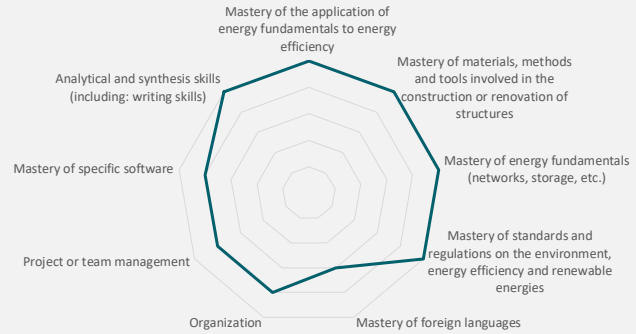 Mastery of the application of
energy fundamentals to energy
efficiency
Mastery of materials, methods
and tools involved in the
construction or renovation of
structures
Mastery of energy fundamentals
(networks, storage, etc.)
Mastery of standards and
regulations on the environment,
energy efficiency and renewable
energies
Mastery of foreign languages
Organization
Project or team management
Mastery of specific software
Analytical and synthesis skills
(including: writing skills)